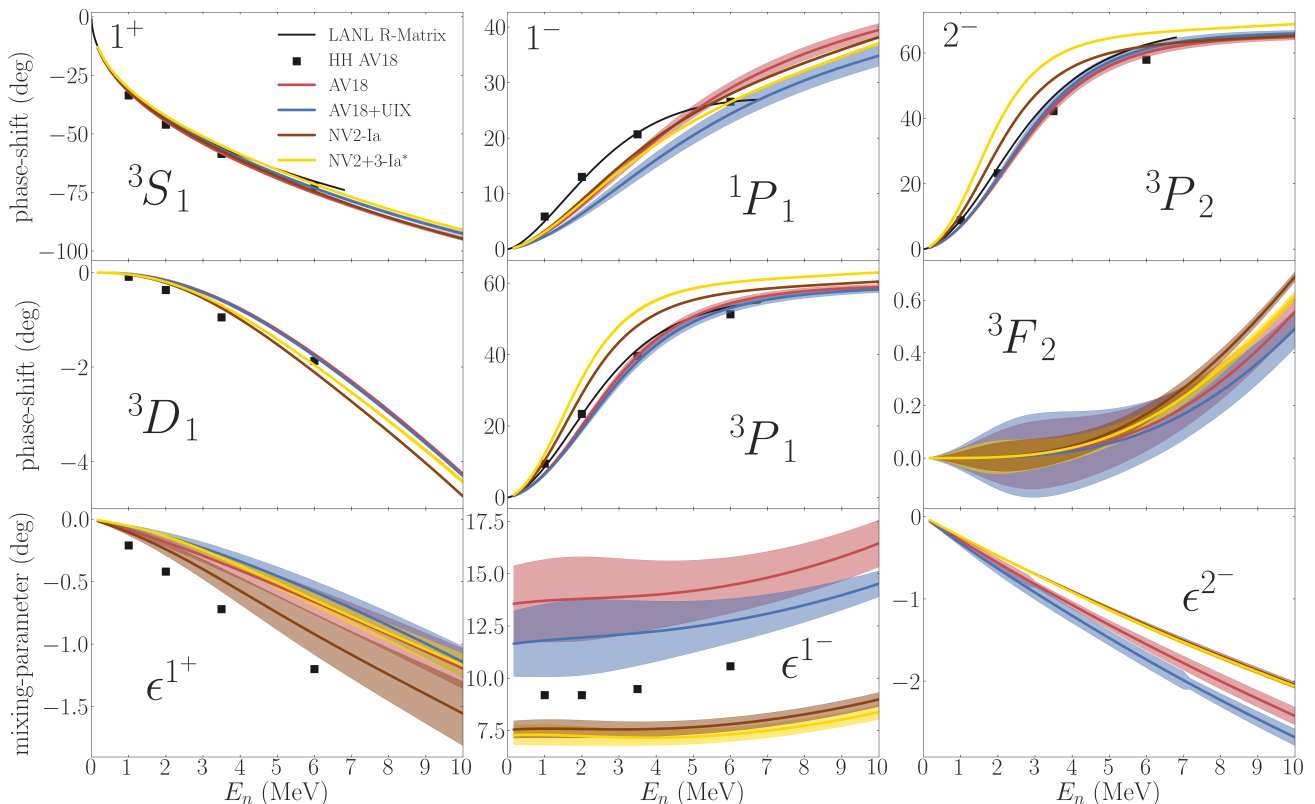 phase-shift (deg)
0
−25
−50
−75
−100
1⁺
³S₁
LANL R-Matrix
HH AV18
AV18
AV18+UIX
NV2-Ia
NV2+3-Ia*
40
30
20
10
0
1⁻
¹P₁
60
40
20
0
2⁻
³P₂
phase-shift (deg)
0
−2
−4
³D₁
60
40
20
0
³P₁
0.6
0.4
0.2
0.0
³F₂
mixing-parameter (deg)
0.0
−0.5
−1.0
−1.5
ϵ¹⁺
0 1 2 3 4 5 6 7 8 9 10
Eₙ (MeV)
17.5
15.0
12.5
10.0
7.5
ϵ¹⁻
0 1 2 3 4 5 6 7 8 9 10
Eₙ (MeV)
0
−1
−2
ϵ²⁻
0 1 2 3 4 5 6 7 8 9 10
Eₙ (MeV)